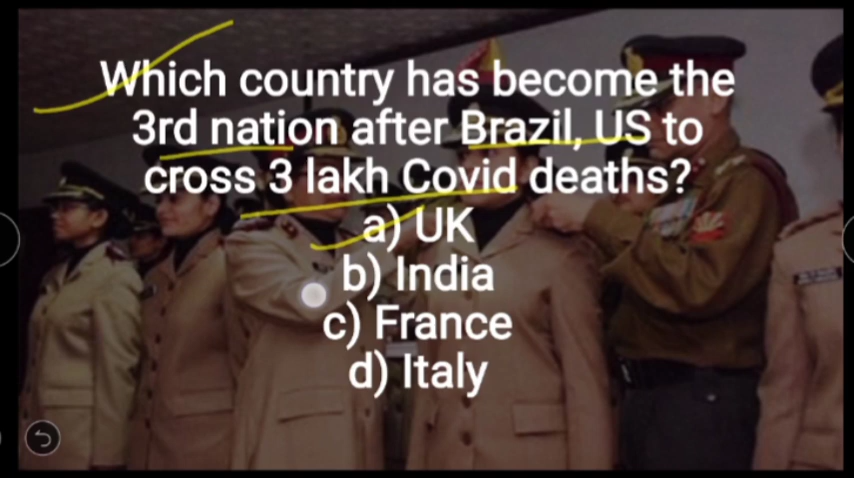 Which country has become the
3rd nation after Brazil, US to
cross 3 lakh Covid deaths?
a) UK
b) India
c) France
d) Italy